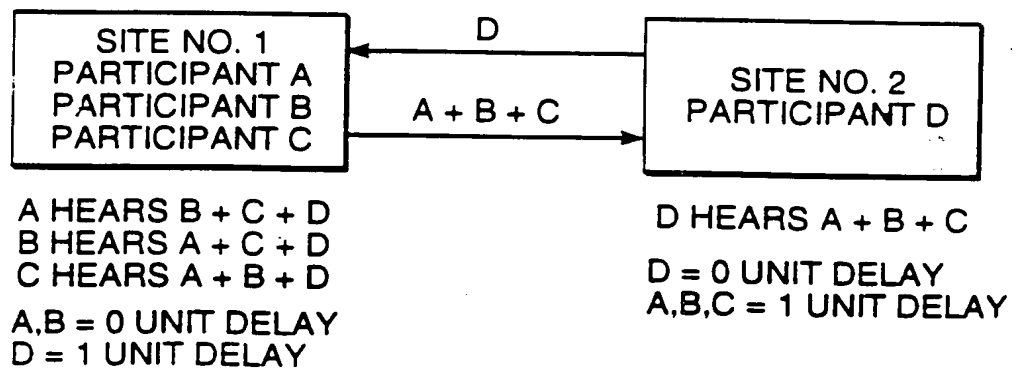 SITE NO. 1
PARTICIPANT A
PARTICIPANT B
PARTICIPANT C
D
A + B + C
SITE NO. 2
PARTICIPANT D
A HEARS B + C + D
B HEARS A + C + D
C HEARS A + B + D
A,B = 0 UNIT DELAY
D = 1 UNIT DELAY
D HEARS A + B + C
D = 0 UNIT DELAY
A,B,C = 1 UNIT DELAY